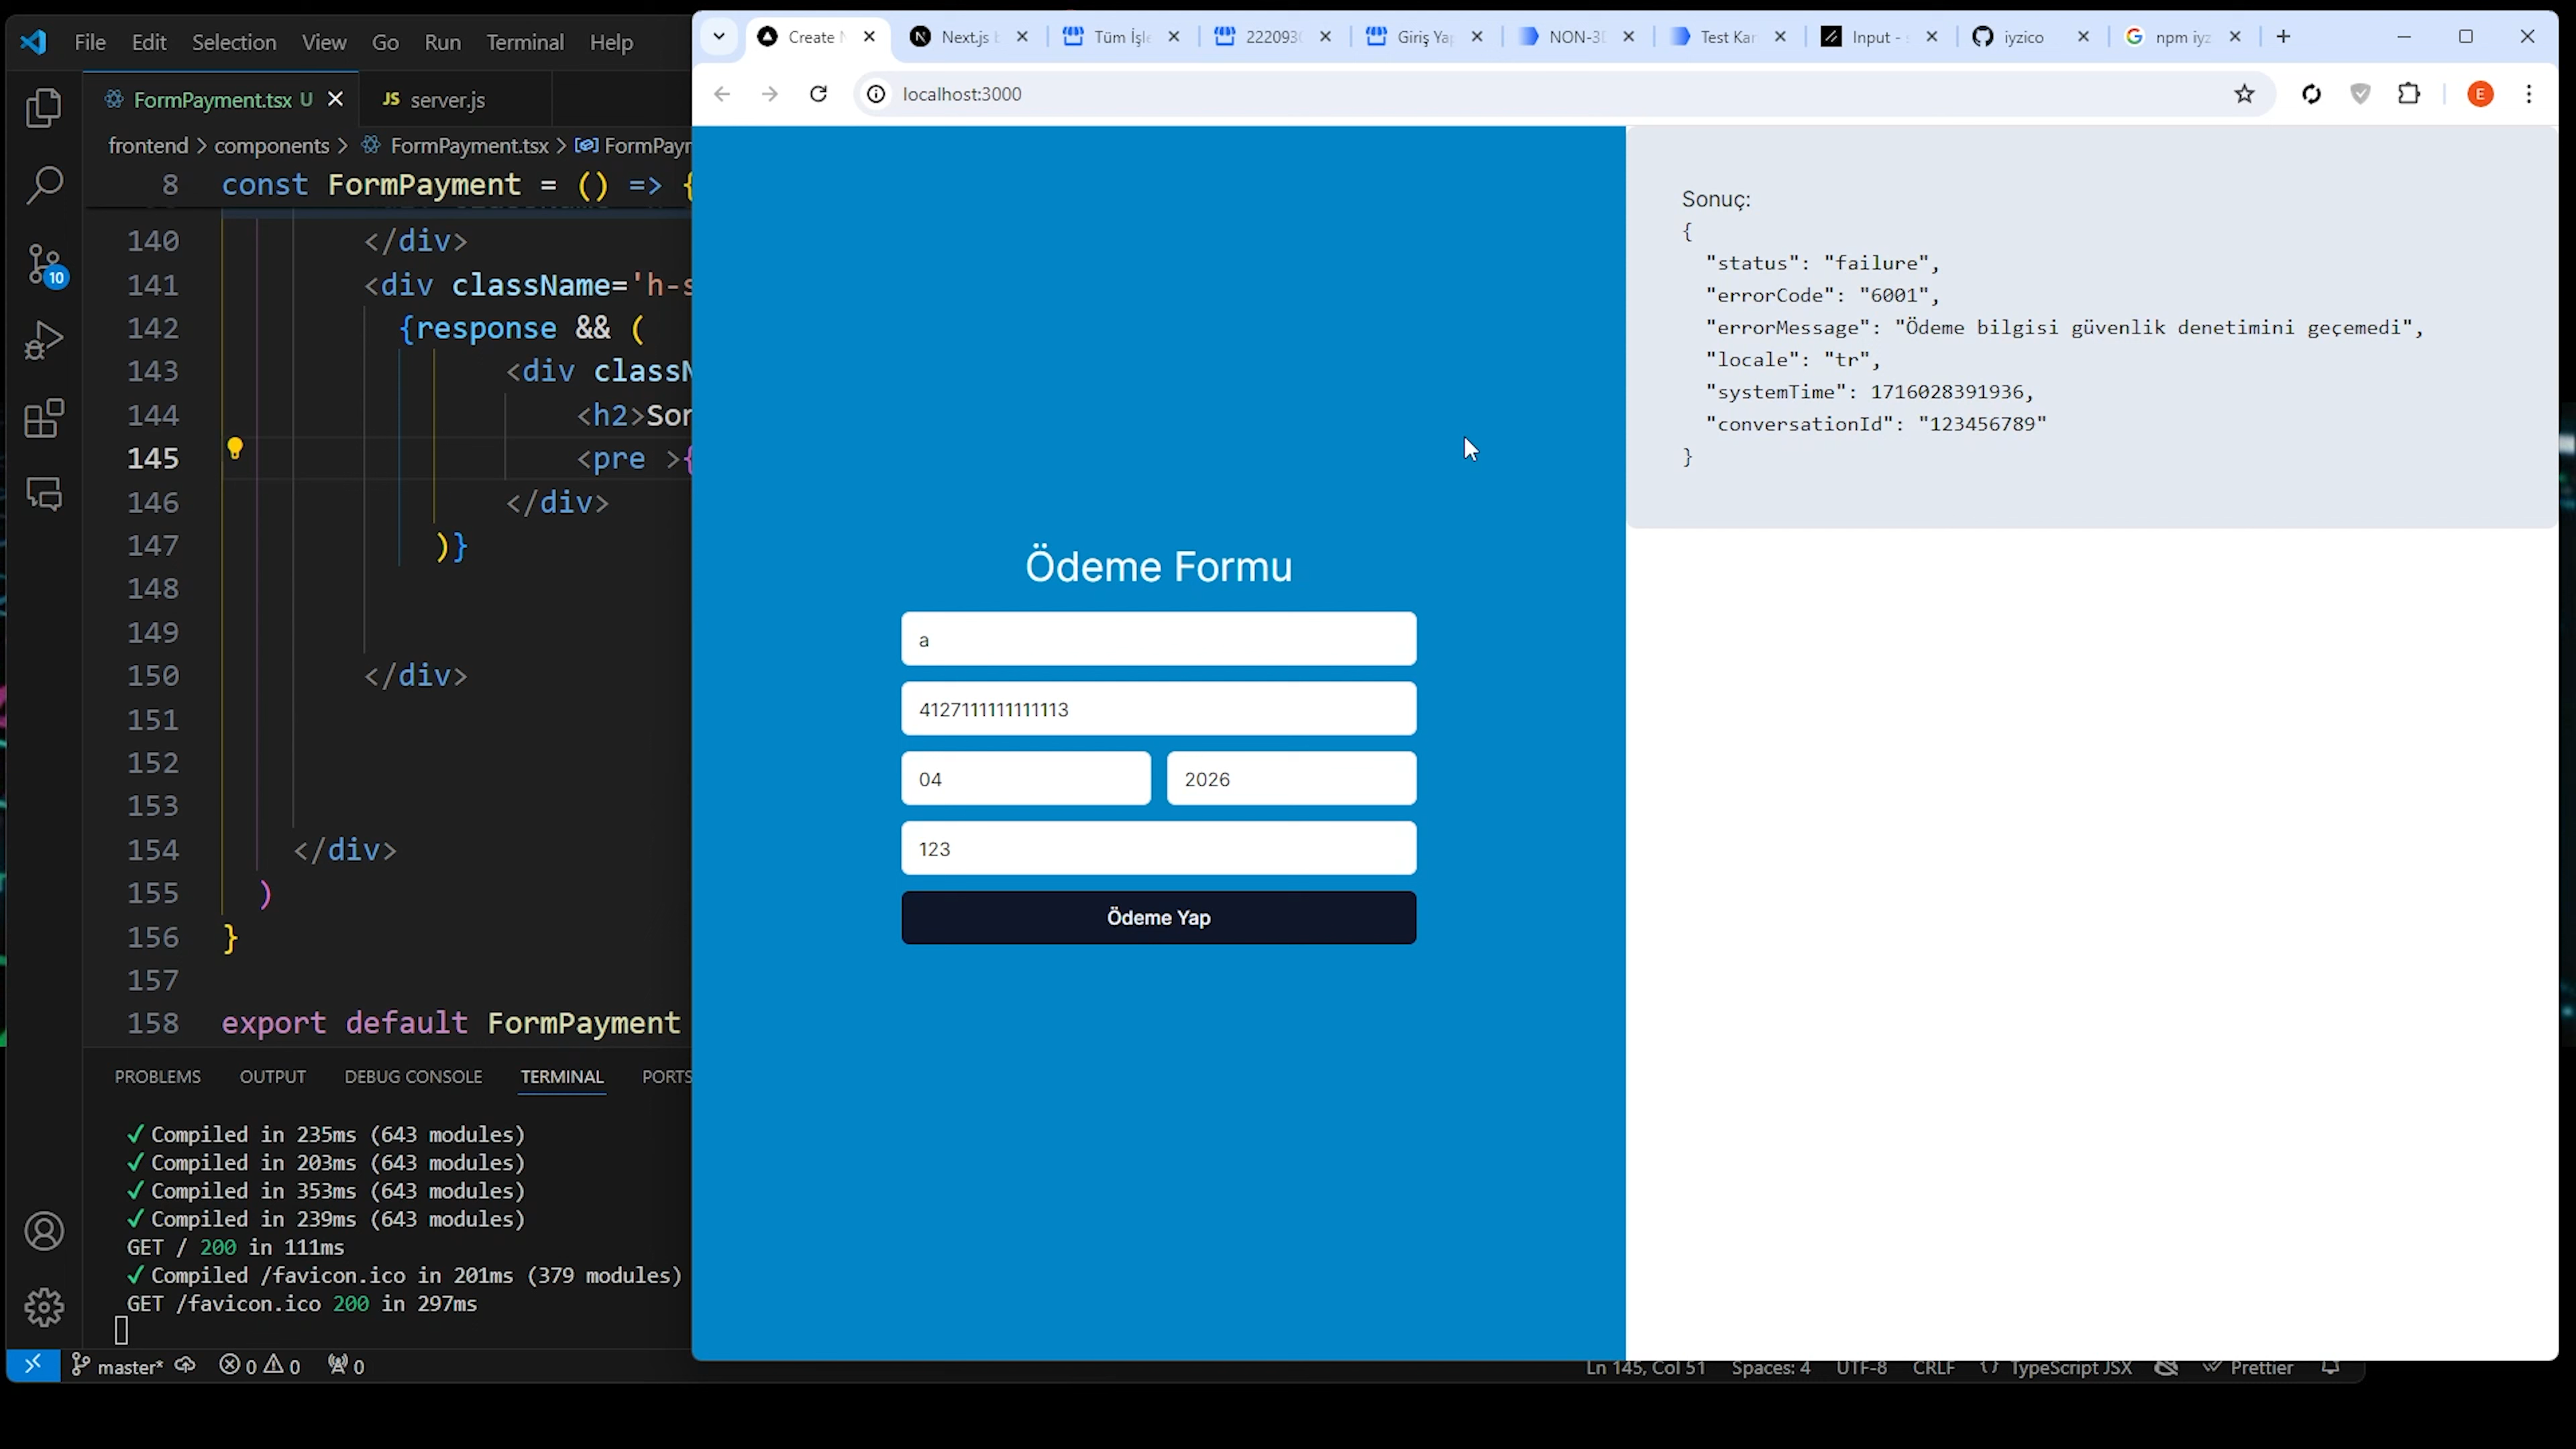 File Edit Selection View Go Run Terminal Help
FormPayment.tsx U
JS server.js
frontend > components > FormPayment.tsx >
8 const FormPayment = () => {
140 </div>
141 <div className='h-s
142 {response && (
143 <div classN
144 <h2>Sor
145 <pre >{
146 </div>
147 )}
148
149
150 </div>
151
152
153
154 </div>
155 )
156 }
157
158 export default FormPayment
PROBLEMS OUTPUT DEBUG CONSOLE TERMINAL PORTS
✓ Compiled in 235ms (643 modules)
✓ Compiled in 203ms (643 modules)
✓ Compiled in 353ms (643 modules)
✓ Compiled in 239ms (643 modules)
GET / 200 in 111ms
✓ Compiled /favicon.ico in 201ms (379 modules)
GET /favicon.ico 200 in 297ms
10
master* 0 0 0
Create
Next.js
Tüm İşle
222093
Giriş Ya
NON-3
Test Kar
Input -
iyzico
npm iyz
localhost:3000
E
Ödeme Formu
a
4127111111111113
04 2026
123
Ödeme Yap
Sonuç:
{
"status": "failure",
"errorCode": "6001",
"errorMessage": "Ödeme bilgisi güvenlik denetimini geçemedi",
"locale": "tr",
"systemTime": 1716028391936,
"conversationId": "123456789"
}
Ln 145, Col 51 Spaces: 4 UTF-8 CRLF {} TypeScript JSX Prettier